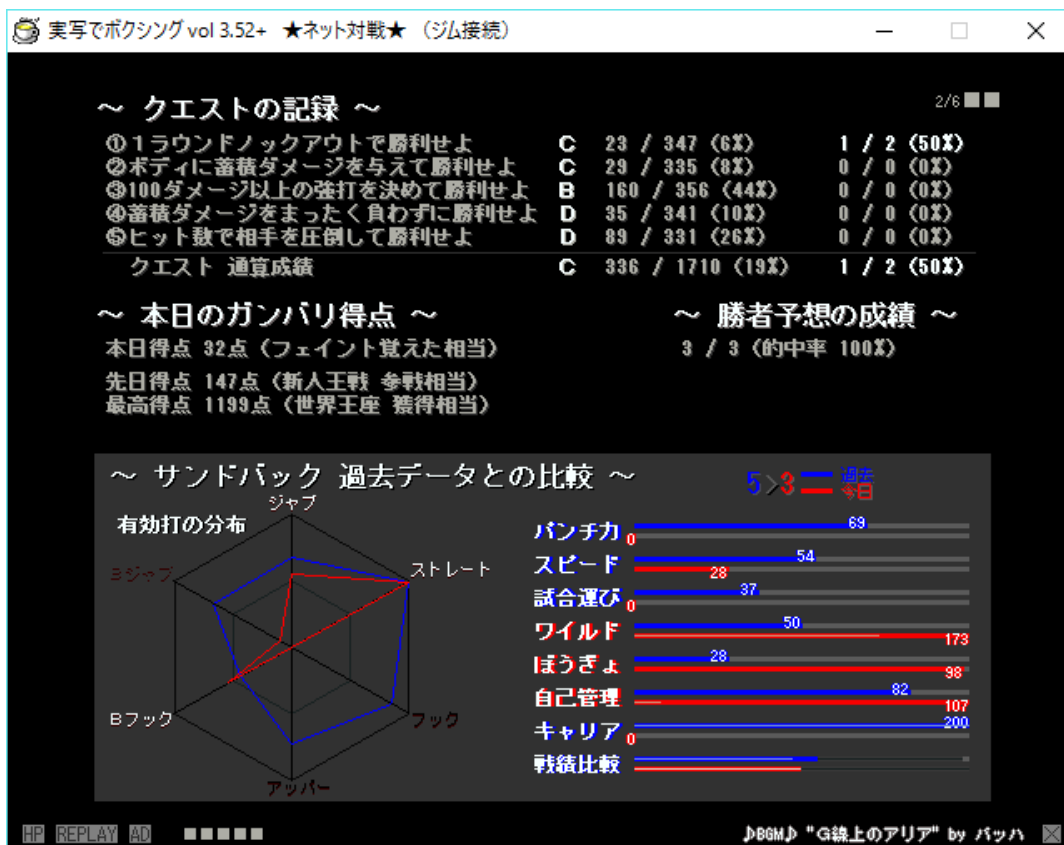 実写でボクシング vol 3.52+ ★ネット対戦★ （ジム接続）
～ クエストの記録 ～
2/6
①１ラウンドノックアウトで勝利せよ C 23 / 347 (6%) 1 / 2 (50%)
②ボディに蓄積ダメージを与えて勝利せよ C 29 / 335 (8%) 0 / 0 (0%)
③100ダメージ以上の強打を決めて勝利せよ B 160 / 356 (44%) 0 / 0 (0%)
④蓄積ダメージをまったく負わずに勝利せよ D 35 / 341 (10%) 0 / 0 (0%)
⑤ヒット数で相手を圧倒して勝利せよ D 89 / 331 (26%) 0 / 0 (0%)
クエスト 通算成績 C 336 / 1710 (19%) 1 / 2 (50%)
～ 本日のガンバリ得点 ～
本日得点 32点 (フェイント覚えた相当)
先日得点 147点 (新人王戦 参戦相当)
最高得点 1199点 (世界王座 獲得相当)
～ 勝者予想の成績 ～
3 / 3 (的中率 100%)
～ サンドバック 過去データとの比較 ～
5>3 過去
今日
有効打の分布
ジャブ
ストレート
フック
アッパー
Bフック
Bジャブ
パンチ力 69 0
スピード 54 28
試合運び 37 0
ワイルド 50 173
ぼうぎょ 28 98
自己管理 82 107
キャリア 200 0
戦績比較
HP REPLAY AD
♪BGM♪ "G線上のアリア" by バッハ